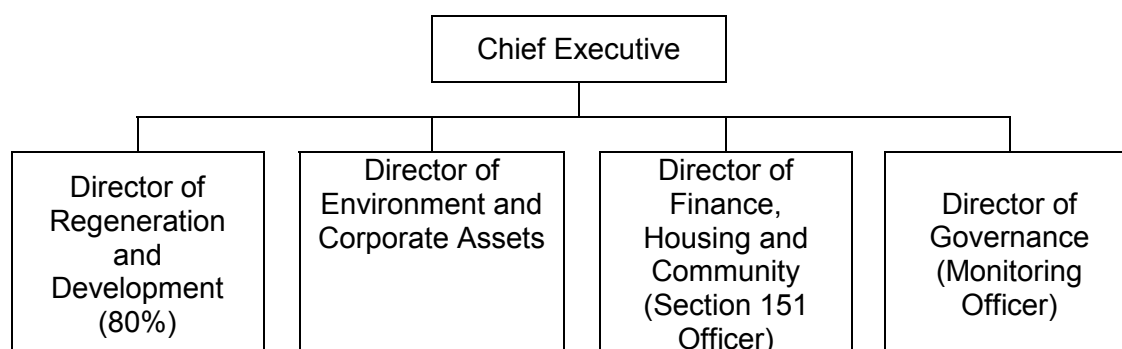 Chief Executive
Director of
Regeneration
and
Development
(80%)
Director of
Environment and
Corporate Assets
Director of
Finance,
Housing and
Community
(Section 151
Officer)
Director of
Governance
(Monitoring
Officer)